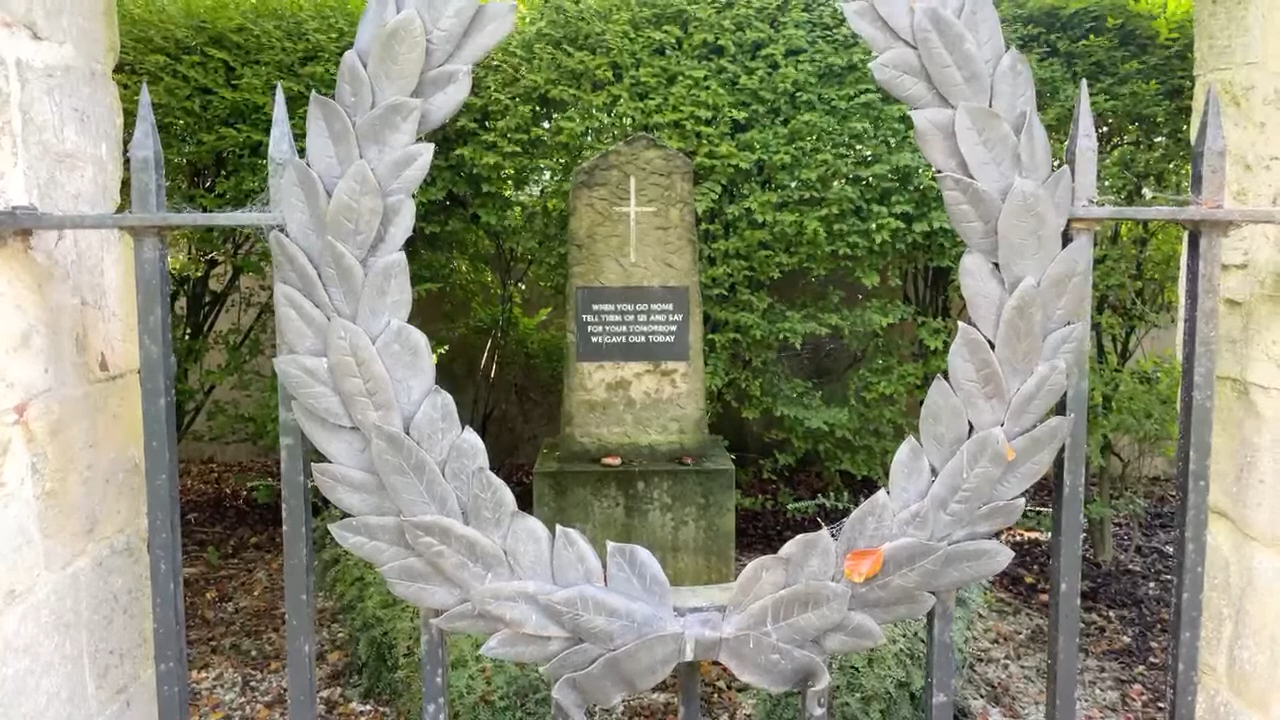 WHEN YOU GO HOME
TELL THEM OF US AND SAY
FOR YOUR TOMORROW
WE GAVE OUR TODAY